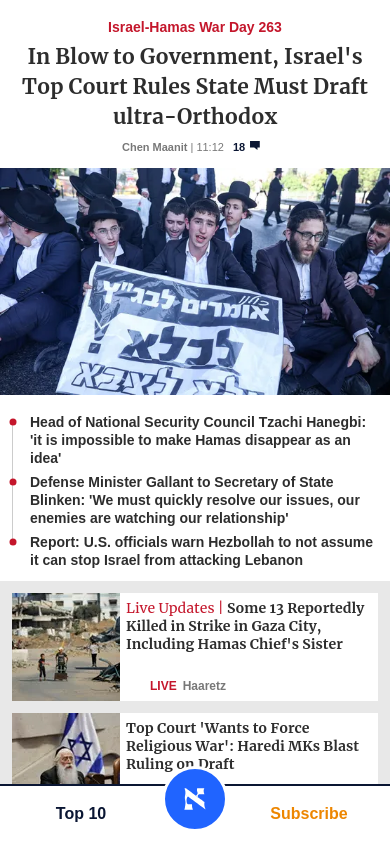 Israel-Hamas War Day 263
In Blow to Government, Israel's
Top Court Rules State Must Draft
ultra-Orthodox
Chen Maanit | 11:12 18
אומרים לבג"ץ
לכלא
ולא לצבא
Head of National Security Council Tzachi Hanegbi:
'it is impossible to make Hamas disappear as an
idea'
Defense Minister Gallant to Secretary of State
Blinken: 'We must quickly resolve our issues, our
enemies are watching our relationship'
Report: U.S. officials warn Hezbollah to not assume
it can stop Israel from attacking Lebanon
Live Updates | Some 13 Reportedly
Killed in Strike in Gaza City,
Including Hamas Chief's Sister
LIVE Haaretz
Top Court 'Wants to Force
Religious War': Haredi MKs Blast
Ruling on Draft
Top 10
א
Subscribe